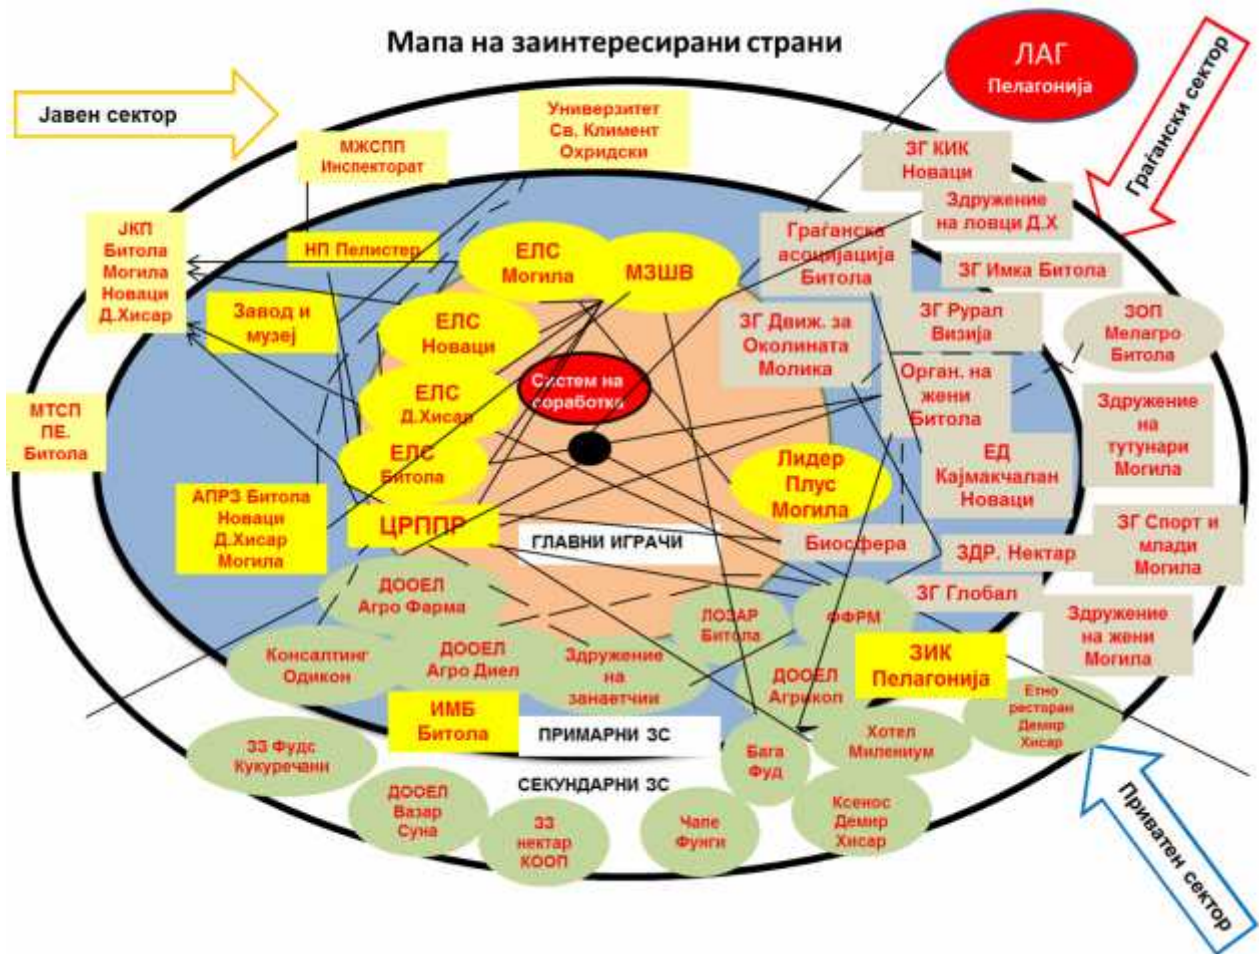 Мапа на заинтересирани страни
ЛАГ
Пелагонија
Јавен сектор
Граѓански сектор
Универзитет
Св. Климент
Охридски
МЖСПП
Инспекторат
ЗГ КИК
Новаци
Здружение
на ловци Д.Х
ЈКП
Битола
Могила
Новаци
Д.Хисар
НП Пелистер
ЕЛС
Могила
МЗШВ
Граѓанска
асоцијација
Битола
ЗГ Имка Битола
Завод и
музеј
ЕЛС
Новаци
ЗГ Движ. за
Околината
Молика
ЗГ Рурал
Визија
ЗОП
Мелагро
Битола
Систем на
соработка
ЕЛС
Д.Хисар
Орган. на
жени
Битола
Здружение
на
тутунари
Могила
МТСП
ПЕ.
Битола
ЕЛС
Битола
Лидер
Плус
Могила
ЕД
Кајмакчалан
Новаци
АПРЗ Битола
Новаци
Д.Хисар
Могила
ЦРППР
ГЛАВНИ ИГРАЧИ
Биосфера
ЗДР. Нектар
ЗГ Спорт и
млади
Могила
ДООЕЛ
Агро Фарма
ЗГ Глобал
ЛОЗАР
Битола
ФФРМ
Здружение
на жени
Могила
Консалтинг
Одикон
ДООЕЛ
Агро Диел
Здружение
на
занаетчии
ДООЕЛ
Агрикол
ЗИК
Пелагонија
ИМБ
Битола
ПРИМАРНИ ЗС
Етно
ресторан
Демир
Хисар
Хотел
Милениум
Бага
Фуд
ЗЗ Фудс
Кукуречани
СЕКУНДАРНИ ЗС
ДООЕЛ
Вазар
Суна
ЗЗ
нектар
КООП
Чапе
Фунги
Ксенос
Демир
Хисар
Приватен сектор